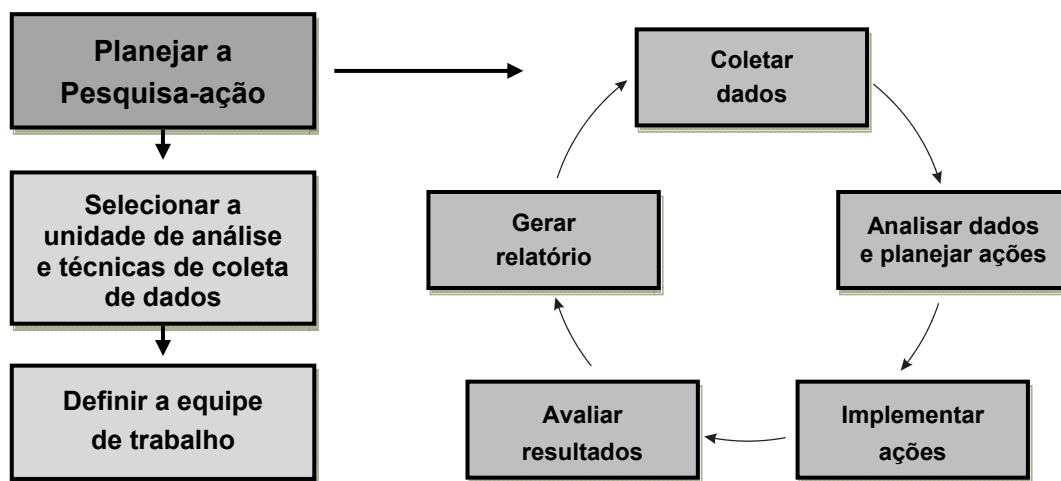 Planejar a
Pesquisa-ação
Selecionar a
unidade de análise
e técnicas de coleta
de dados
Definir a equipe
de trabalho
Coletar
dados
Analisar dados
e planejar ações
Implementar
ações
Avaliar
resultados
Gerar
relatório